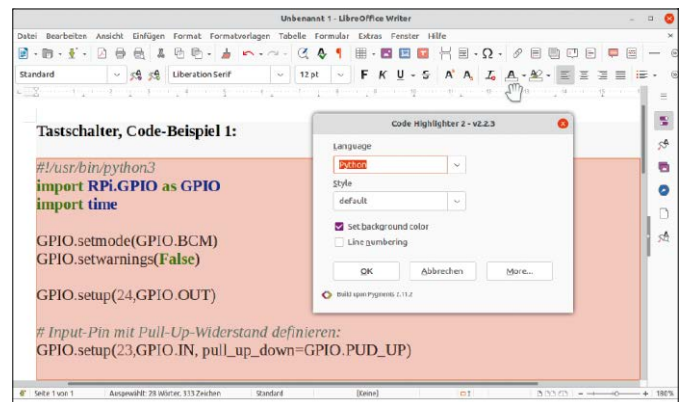 Unbenannt 1 - LibreOffice Writer
Datei Bearbeiten Ansicht Einfügen Format Formatvorlagen Tabelle Formular Extras Fenster Hilfe
Standard Liberation Serif 12 pt F K U S
Tastschalter, Code-Beispiel 1:
#!/usr/bin/python3
import RPi.GPIO as GPIO
import time
GPIO.setmode(GPIO.BCM)
GPIO.setwarnings(False)
GPIO.setup(24,GPIO.OUT)
# Input-Pin mit Pull-Up-Widerstand definieren:
GPIO.setup(23,GPIO.IN, pull_up_down=GPIO.PUD_UP)
Code Highlighter 2 - v2.2.3
Language
Python
Style
default
Set background color
Line numbering
OK Abbrechen More...
Build upon Pygments 2.11.2
Seite 1 von 1 Ausgewählt: 28 Wörter, 333 Zeichen Standard [Keine] 180%